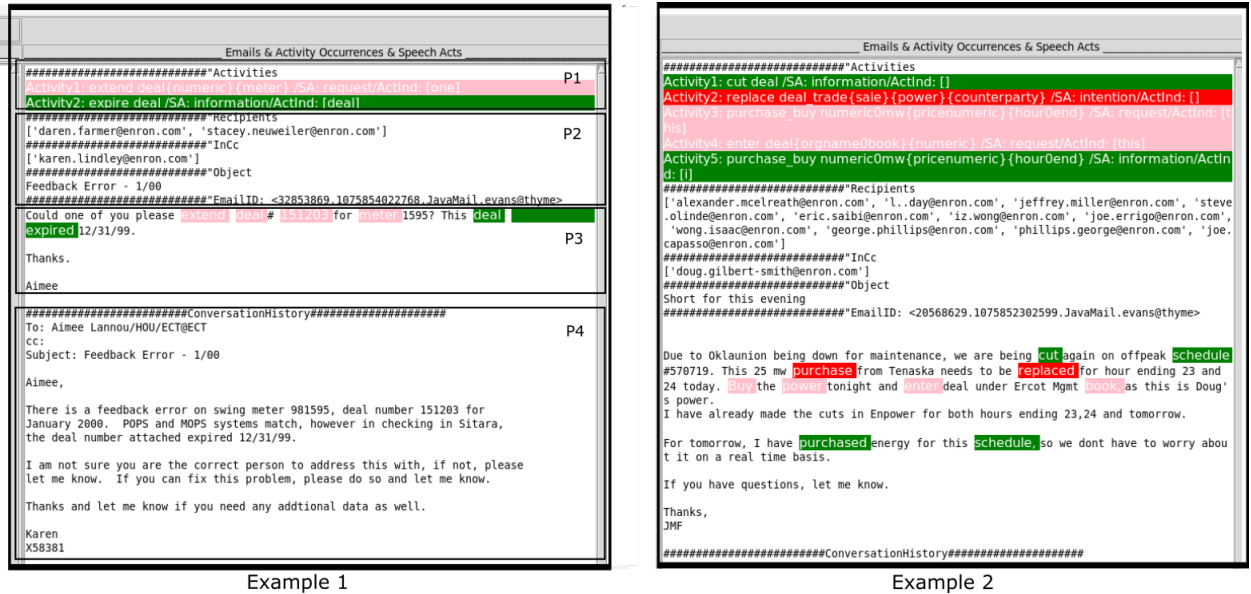 Emails & Activity Occurrences & Speech Acts
############################"Activities
P1
Activity1: extend deal{numeric}{meter} /SA: request/ActInd: [one]
Activity2: expire deal /SA: information/ActInd: [deal]
############################"Recipients
P2
['daren.farmer@enron.com', 'stacey.neuweiler@enron.com']
############################"InCc
['karen.lindley@enron.com']
############################"Object
Feedback Error - 1/00
############################"EmailID: <32853869.1075854022768.JavaMail.evans@thyme>
Could one of you please extend deal # 151203 for meter 1595? This deal
expired 12/31/99.
P3
Thanks.
Aimee
#########################ConversationHistory#####################
To: Aimee Lannou/HOU/ECT@ECT
P4
cc:
Subject: Feedback Error - 1/00
Aimee,
There is a feedback error on swing meter 981595, deal number 151203 for
January 2000.  POPS and MOPS systems match, however in checking in Sitara,
the deal number attached expired 12/31/99.
I am not sure you are the correct person to address this with, if not, please
let me know.  If you can fix this problem, please do so and let me know.
Thanks and let me know if you need any addtional data as well.
Karen
X58381
Example 1
Emails & Activity Occurrences & Speech Acts
############################"Activities
Activity1: cut deal /SA: information/ActInd: []
Activity2: replace deal_trade{sale}{power}{counterparty} /SA: intention/ActInd: []
Activity3: purchase_buy numeric0mw{pricenumeric}{hour0end} /SA: request/ActInd: [t
his]
Activity4: enter deal{orgname0book}{numeric} /SA: request/ActInd: [this]
Activity5: purchase_buy numeric0mw{pricenumeric}{hour0end} /SA: information/ActIn
d: [i]
############################"Recipients
['alexander.mcelreath@enron.com', 'l..day@enron.com', 'jeffrey.miller@enron.com', 'steve
.olinde@enron.com', 'eric.saibi@enron.com', 'iz.wong@enron.com', 'joe.errigo@enron.com',
'wong.isaac@enron.com', 'george.phillips@enron.com', 'phillips.george@enron.com', 'joe.
capasso@enron.com']
############################"InCc
['doug.gilbert-smith@enron.com']
############################"Object
Short for this evening
############################"EmailID: <20568629.1075852302599.JavaMail.evans@thyme>
Due to Oklaunion being down for maintenance, we are being cut again on offpeak schedule
#570719. This 25 mw purchase from Tenaska needs to be replaced for hour ending 23 and
24 today. Buy the power tonight and enter deal under Ercot Mgmt book, as this is Doug'
s power.
I have already made the cuts in Enpower for both hours ending 23,24 and tomorrow.
For tomorrow, I have purchased energy for this schedule, so we dont have to worry abou
t it on a real time basis.
If you have questions, let me know.
Thanks,
JMF
#########################ConversationHistory#####################
Example 2